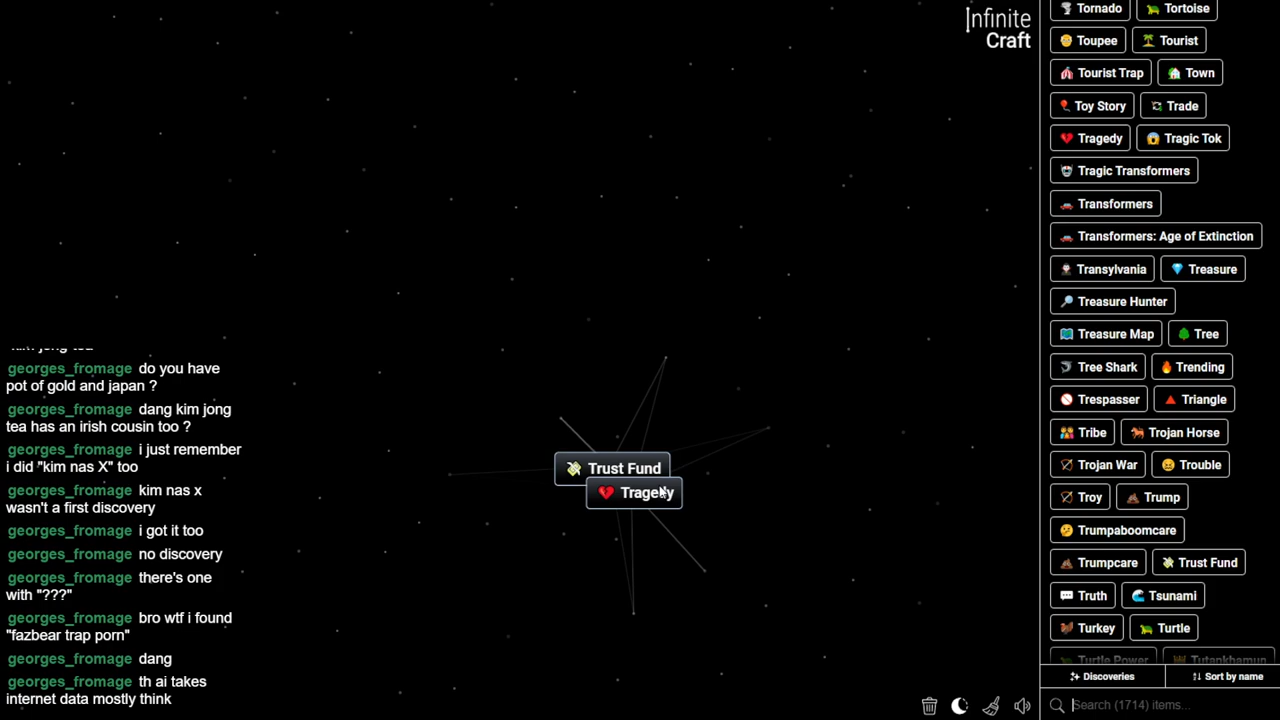 Infinite
Craft
kim jong tea
georges_fromage do you have
pot of gold and japan ?
georges_fromage dang kim jong
tea has an irish cousin too ?
georges_fromage i just remember
i did "kim nas X" too
georges_fromage kim nas x
wasn't a first discovery
georges_fromage i got it too
georges_fromage no discovery
georges_fromage there's one
with "???"
georges_fromage bro wtf i found
"fazbear trap porn"
georges_fromage dang
georges_fromage th ai takes
internet data mostly think
Trust Fund
Tragedy
Tornado Tortoise
Toupee Tourist
Tourist Trap Town
Toy Story Trade
Tragedy Tragic Tok
Tragic Transformers
Transformers
Transformers: Age of Extinction
Transylvania Treasure
Treasure Hunter
Treasure Map Tree
Tree Shark Trending
Trespasser Triangle
Tribe Trojan Horse
Trojan War Trouble
Troy Trump
Trumpaboomcare
Trumpcare Trust Fund
Truth Tsunami
Turkey Turtle
Turtle Power Tutankhamun
Discoveries Sort by name
Search (1714) items...